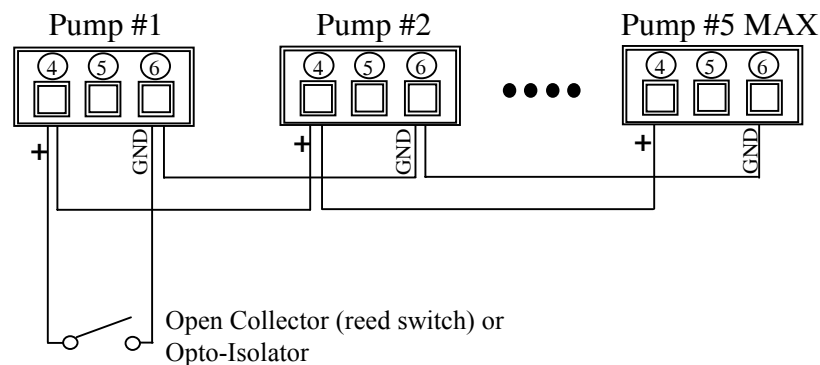 Pump #1 Pump #2 Pump #5 MAX
4 5 6 4 5 6 4 5 6
+ GND + GND + GND
Open Collector (reed switch) or
Opto-Isolator